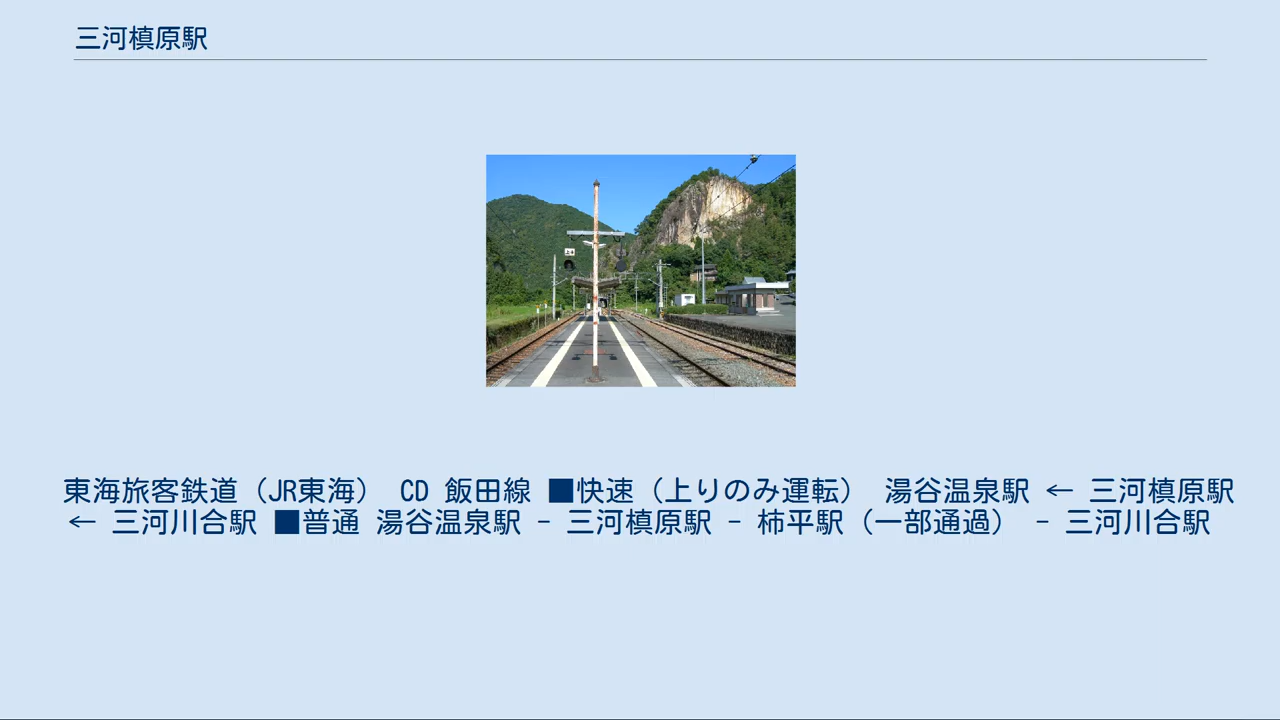 三河槙原駅
東海旅客鉄道（JR東海） CD 飯田線 ■快速（上りのみ運転） 湯谷温泉駅 ← 三河槙原駅
← 三河川合駅 ■普通 湯谷温泉駅 - 三河槙原駅 - 柿平駅（一部通過） - 三河川合駅